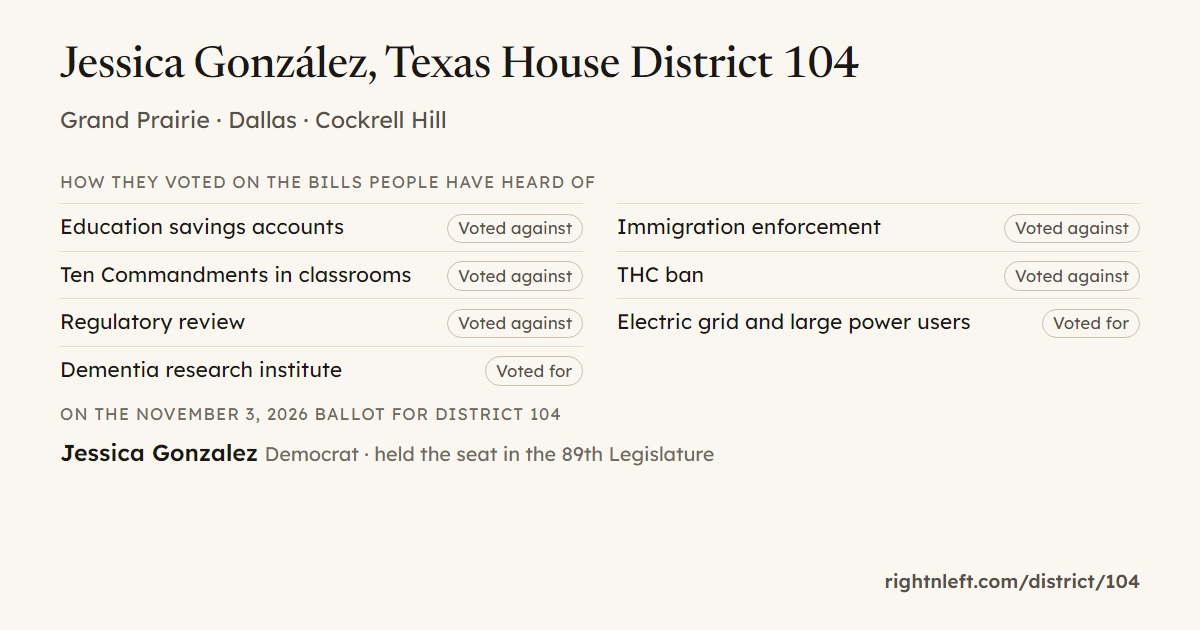 Jessica González, Texas House District 104
Grand Prairie · Dallas · Cockrell Hill
HOW THEY VOTED ON THE BILLS PEOPLE HAVE HEARD OF
Education savings accounts Voted against
Immigration enforcement Voted against
Ten Commandments in classrooms Voted against
THC ban Voted against
Regulatory review Voted against
Electric grid and large power users Voted for
Dementia research institute Voted for
ON THE NOVEMBER 3, 2026 BALLOT FOR DISTRICT 104
Jessica Gonzalez Democrat · held the seat in the 89th Legislature
rightnleft.com/district/104